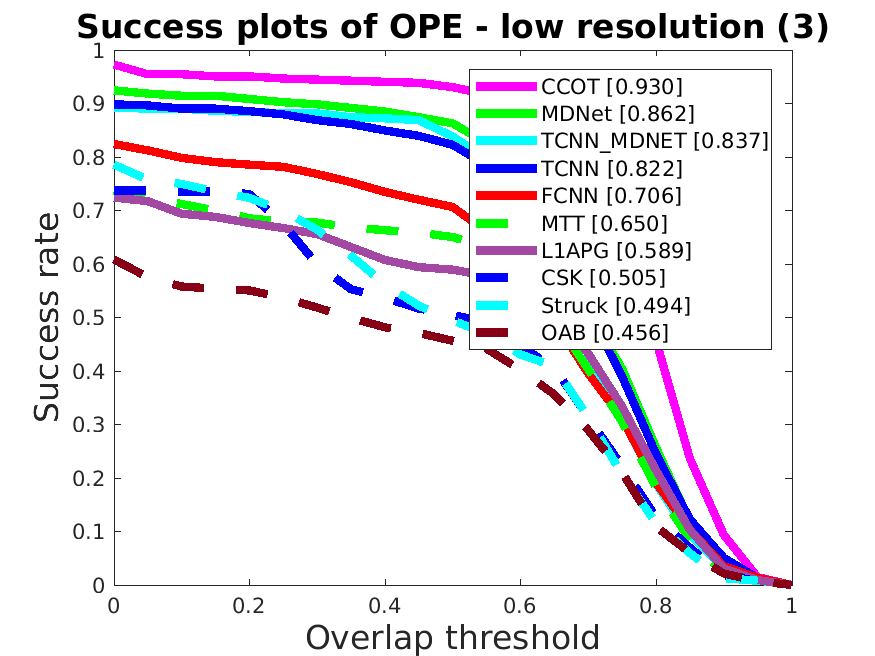 Success plots of OPE - low resolution (3)
1
0.9
0.8
0.7
0.6
0.5
0.4
0.3
0.2
0.1
0
Success rate
CCOT [0.930]
MDNet [0.862]
TCNN_MDNET [0.837]
TCNN [0.822]
FCNN [0.706]
MTT [0.650]
L1APG [0.589]
CSK [0.505]
Struck [0.494]
OAB [0.456]
0 0.2 0.4 0.6 0.8 1
Overlap threshold